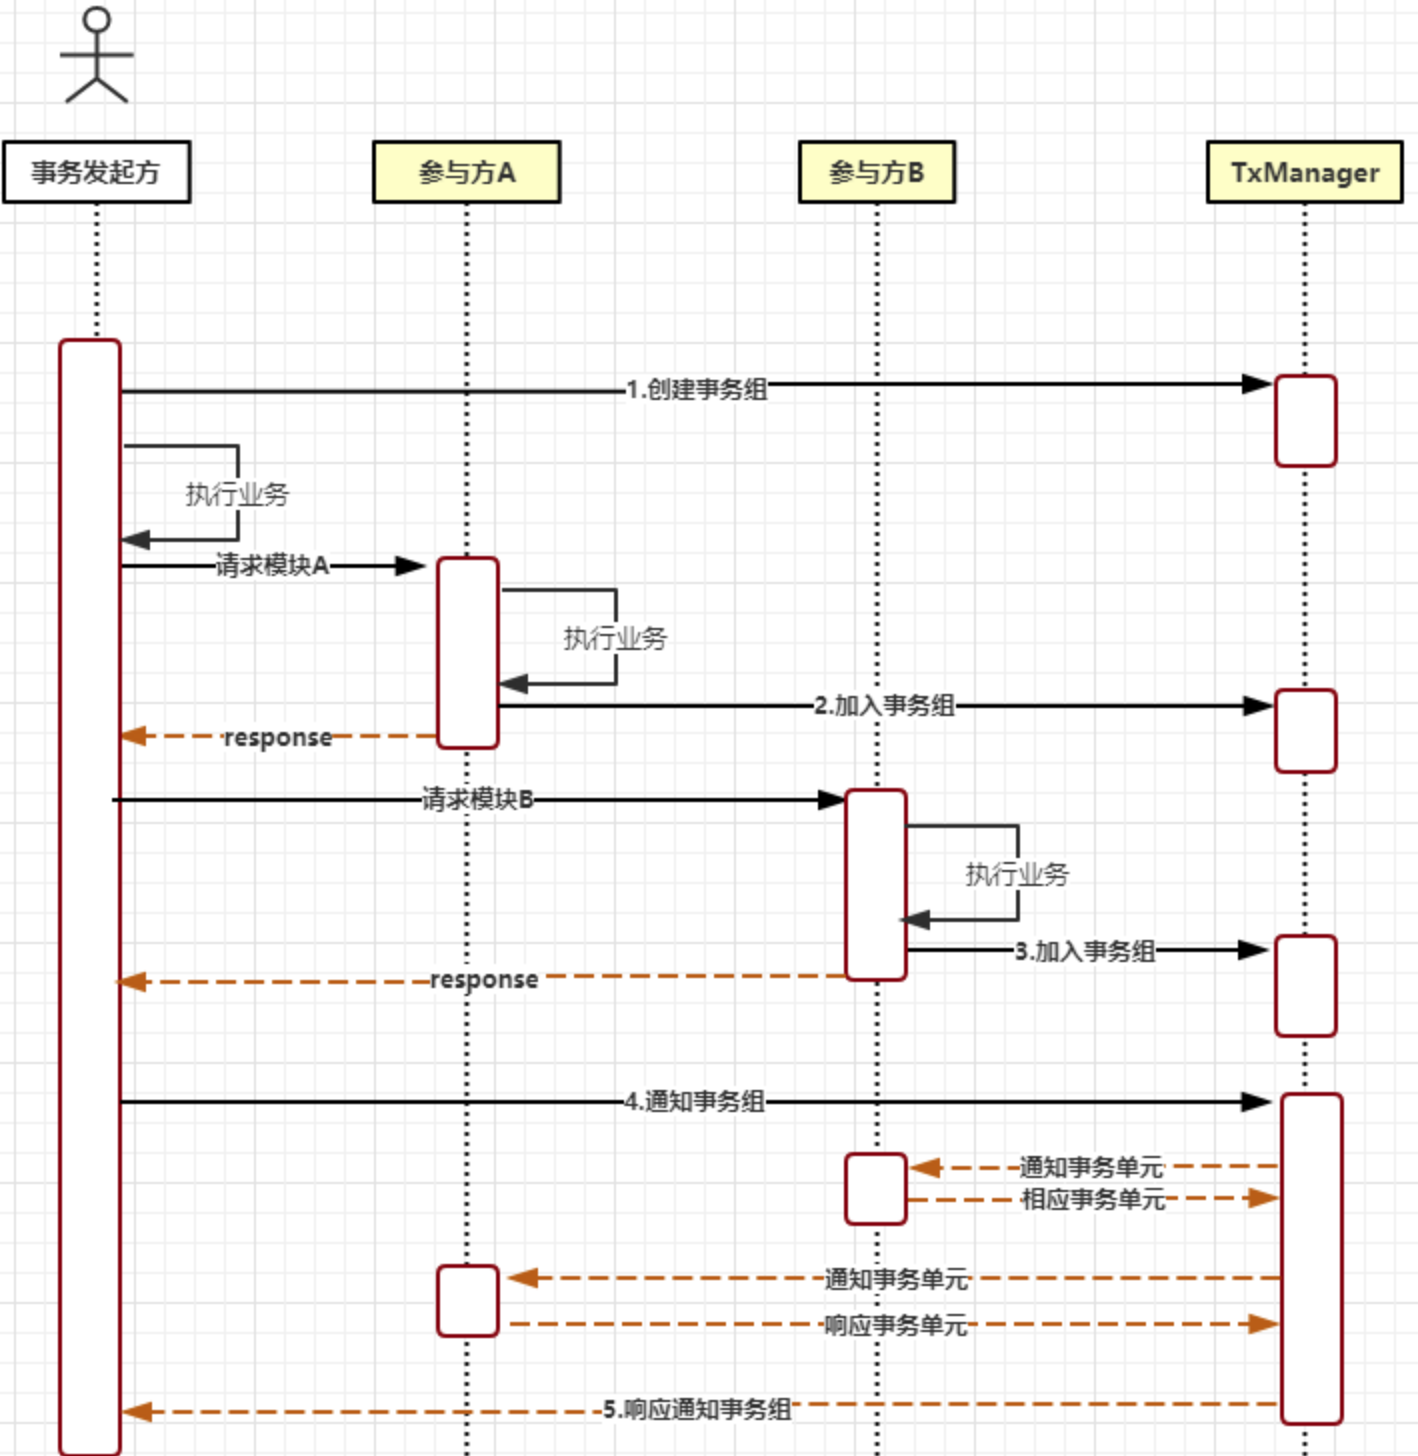 事务发起方
参与方A
参与方B
TxManager
1.创建事务组
执行业务
请求模块A
执行业务
2.加入事务组
response
请求模块B
执行业务
3.加入事务组
response
4.通知事务组
通知事务单元
相应事务单元
通知事务单元
响应事务单元
5.响应通知事务组